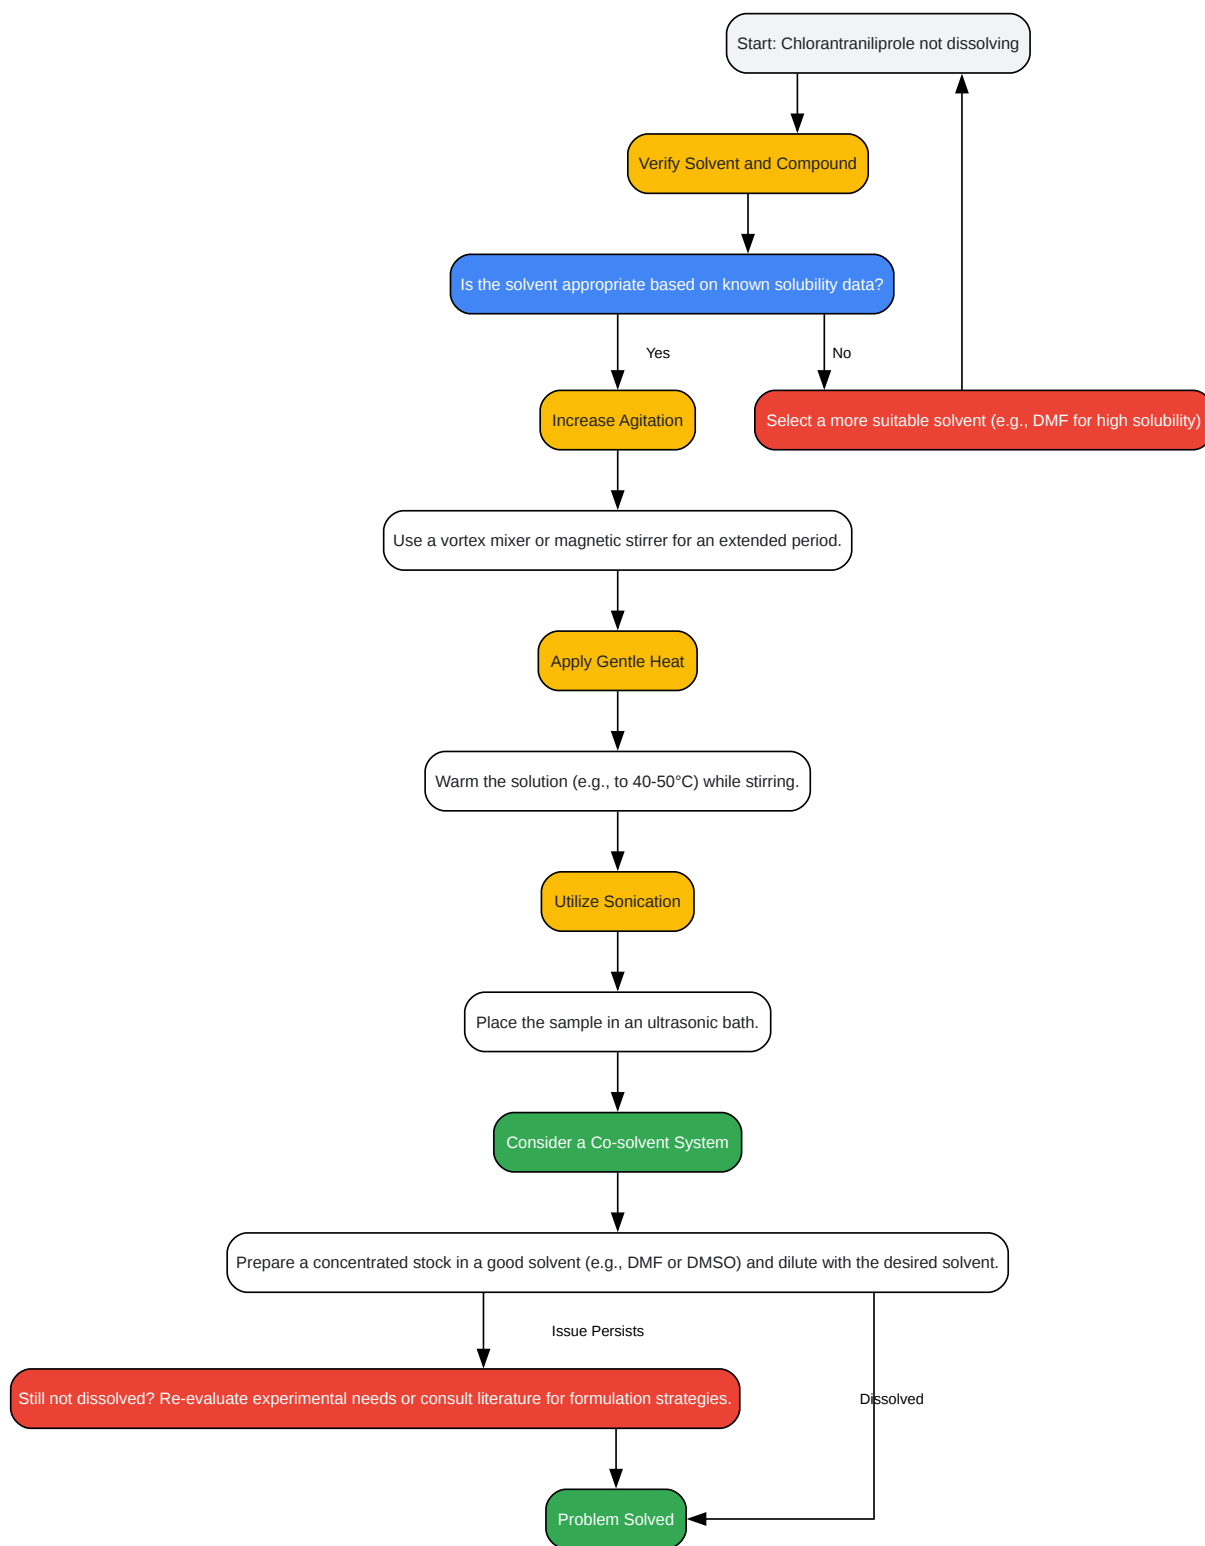 Start: Chlorantraniliprole not dissolving
Verify Solvent and Compound
Is the solvent appropriate based on known solubility data?
Yes
No
Increase Agitation
Select a more suitable solvent (e.g., DMF for high solubility)
Use a vortex mixer or magnetic stirrer for an extended period.
Apply Gentle Heat
Warm the solution (e.g., to 40-50°C) while stirring.
Utilize Sonication
Place the sample in an ultrasonic bath.
Consider a Co-solvent System
Prepare a concentrated stock in a good solvent (e.g., DMF or DMSO) and dilute with the desired solvent.
Issue Persists
Still not dissolved? Re-evaluate experimental needs or consult literature for formulation strategies.
Dissolved
Problem Solved